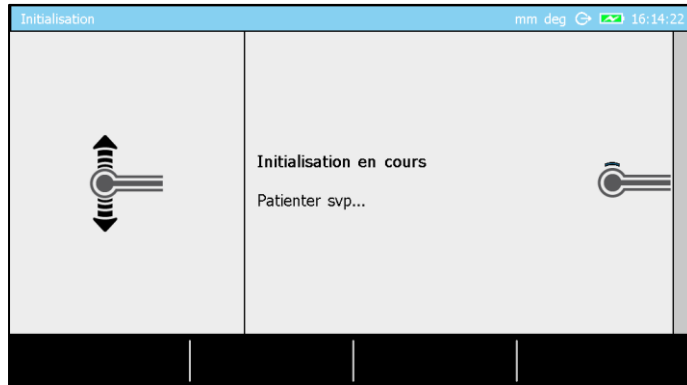 Initialisation mm deg 16:14:22
Initialisation en cours
Patienter svp...